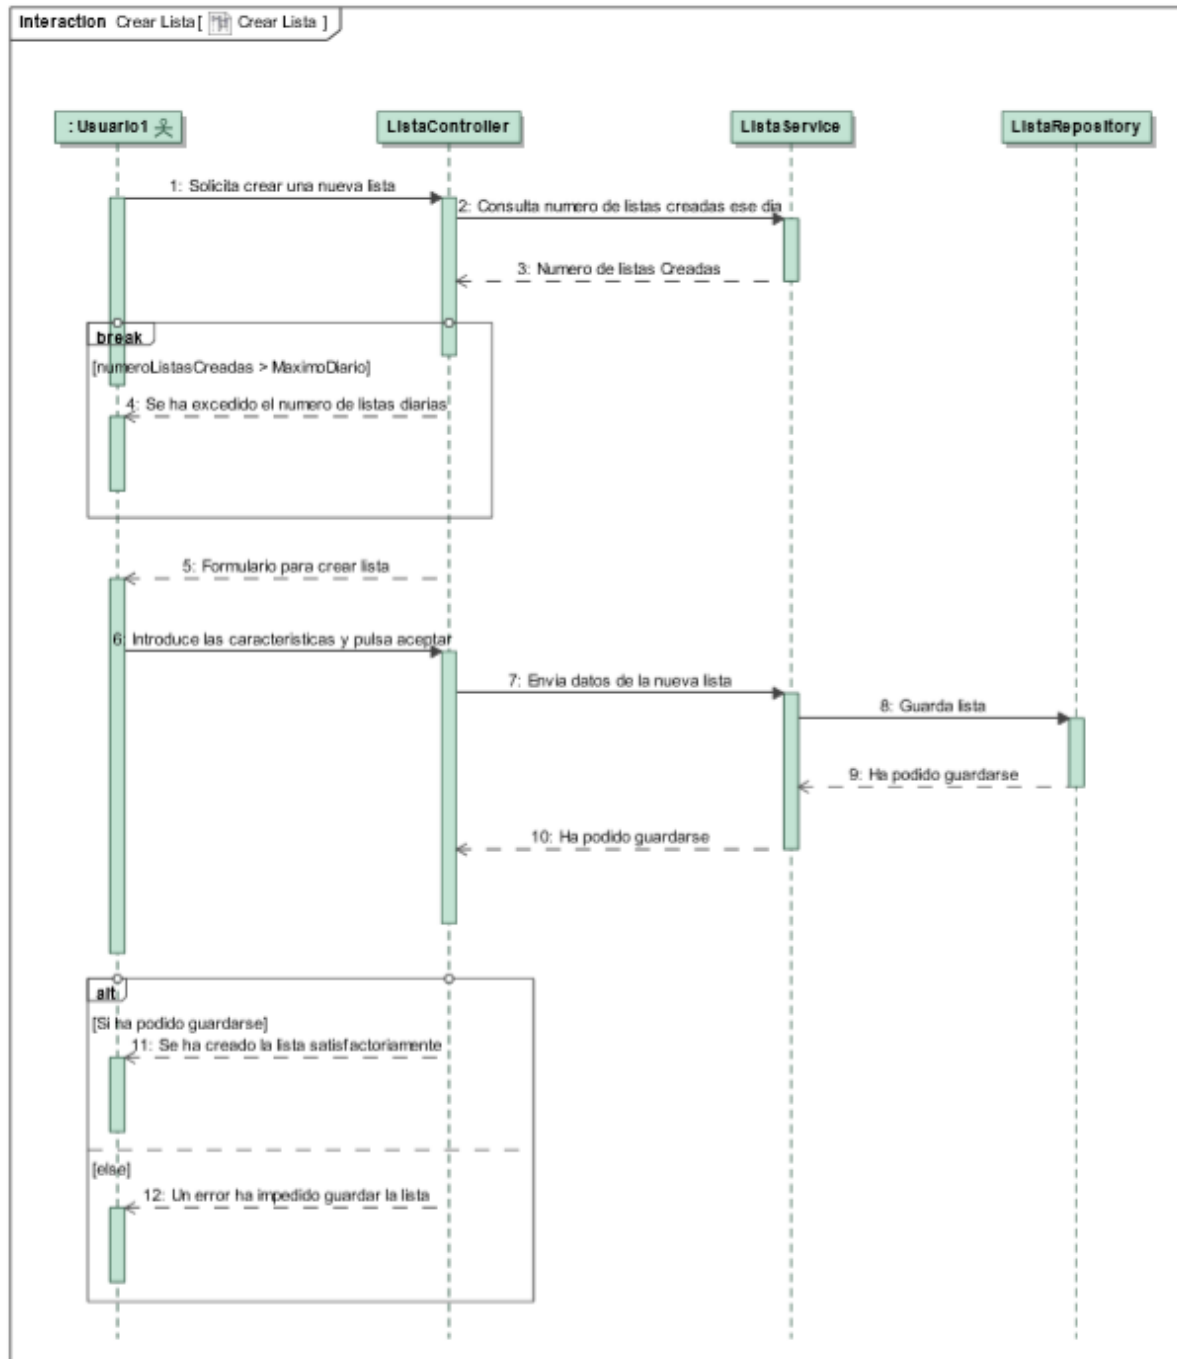 Interaction Crear Lista[ Crear Lista ]
: Usuario1
ListaController
ListaService
ListaRepository
1: Solicita crear una nueva lista
2: Consulta numero de listas creadas ese dia
3: Numero de listas Creadas
break
[numeroListasCreadas > MaximoDiario]
4: Se ha excedido el numero de listas diarias
5: Formulario para crear lista
6: Introduce las caracteristicas y pulsa aceptar
7: Envia datos de la nueva lista
8: Guarda lista
9: Ha podido guardarse
10: Ha podido guardarse
alt
[Si ha podido guardarse]
11: Se ha creado la lista satisfactoriamente
[else]
12: Un error ha impedido guardar la lista